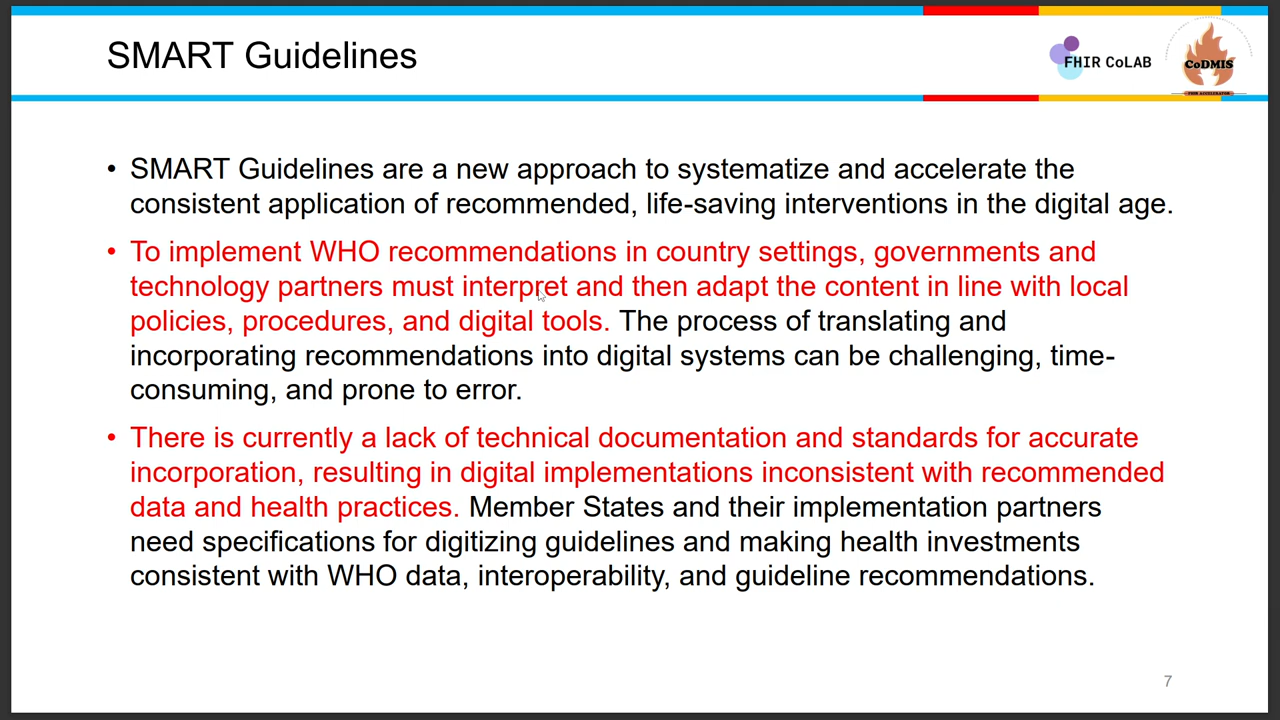 SMART Guidelines
FHIR CoLAB
CoDMIS
FHIR ACCELERATOR
• SMART Guidelines are a new approach to systematize and accelerate the
consistent application of recommended, life-saving interventions in the digital age.
• To implement WHO recommendations in country settings, governments and
technology partners must interpret and then adapt the content in line with local
policies, procedures, and digital tools. The process of translating and
incorporating recommendations into digital systems can be challenging, time-
consuming, and prone to error.
• There is currently a lack of technical documentation and standards for accurate
incorporation, resulting in digital implementations inconsistent with recommended
data and health practices. Member States and their implementation partners
need specifications for digitizing guidelines and making health investments
consistent with WHO data, interoperability, and guideline recommendations.
7